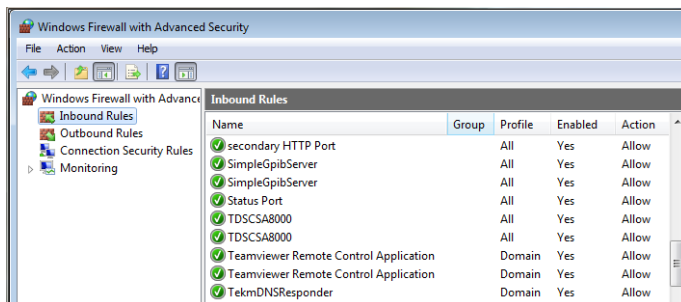 Windows Firewall with Advanced Security
File Action View Help
Windows Firewall with Advance
Inbound Rules
Outbound Rules
Connection Security Rules
Monitoring
Inbound Rules
Name Group Profile Enabled Action
secondary HTTP Port All Yes Allow
SimpleGpibServer All Yes Allow
SimpleGpibServer All Yes Allow
Status Port All Yes Allow
TDSCSA8000 All Yes Allow
TDSCSA8000 All Yes Allow
Teamviewer Remote Control Application Domain Yes Allow
Teamviewer Remote Control Application Domain Yes Allow
TekmDNSResponder Domain Yes Allow